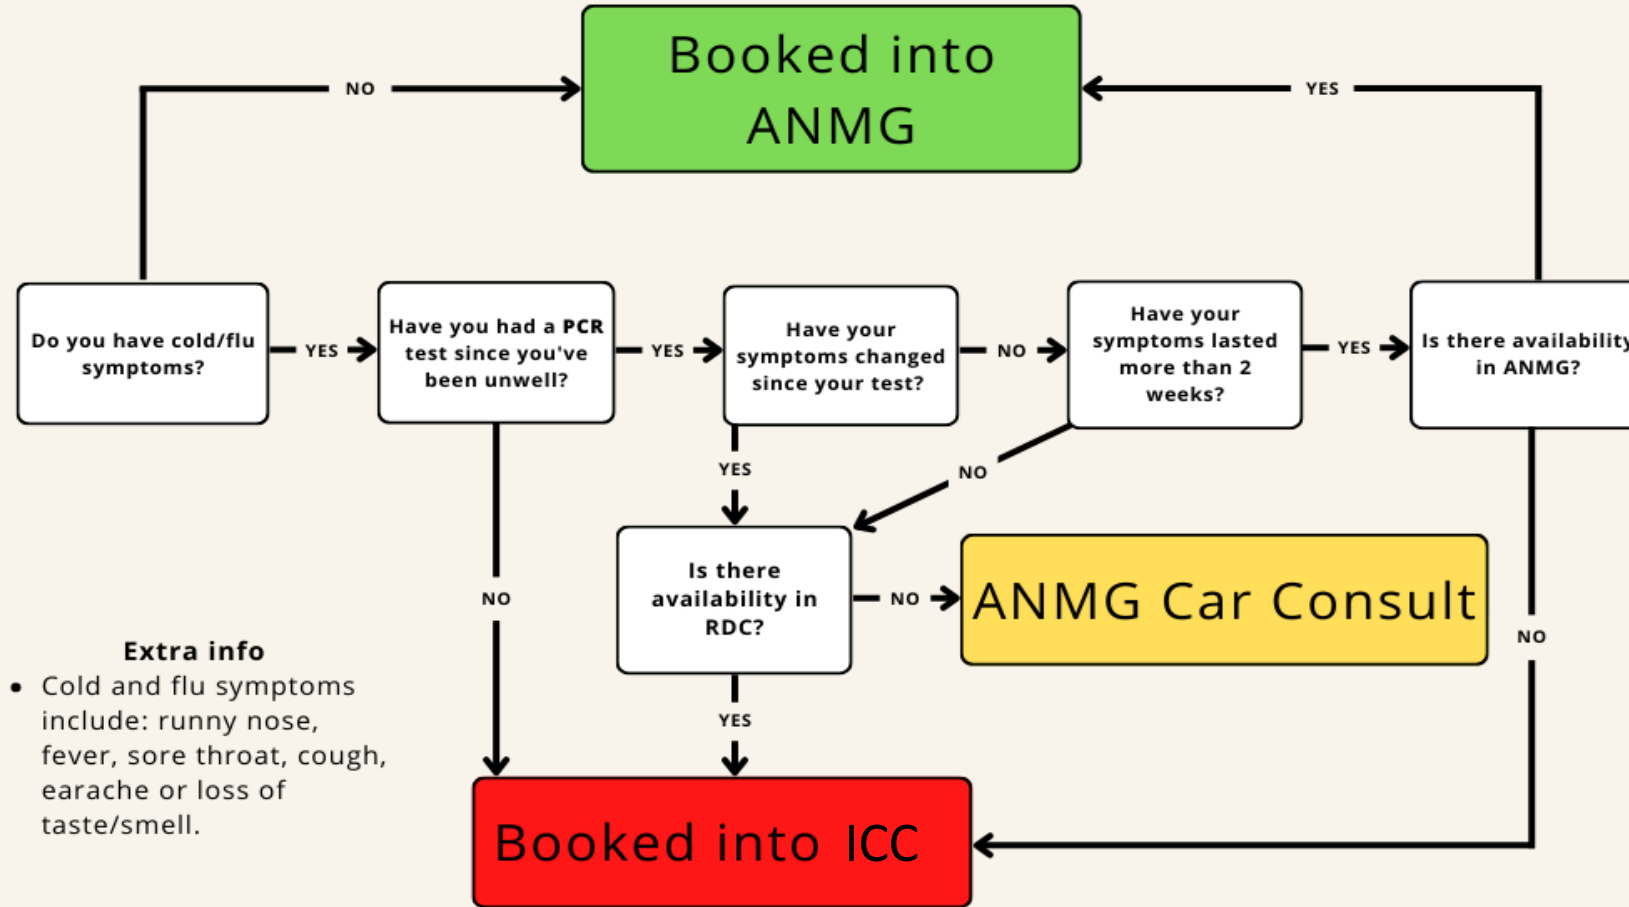 Booked into
ANMG
NO
YES
Do you have cold/flu
symptoms?
YES
Have you had a PCR
test since you've
been unwell?
YES
Have your
symptoms changed
since your test?
NO
Have your
symptoms lasted
more than 2
weeks?
YES
Is there availability
in ANMG?
YES
NO
NO
Is there
availability in
RDC?
NO
ANMG Car Consult
NO
YES
Booked into ICC
Extra info
• Cold and flu symptoms
include: runny nose,
fever, sore throat, cough,
earache or loss of
taste/smell.